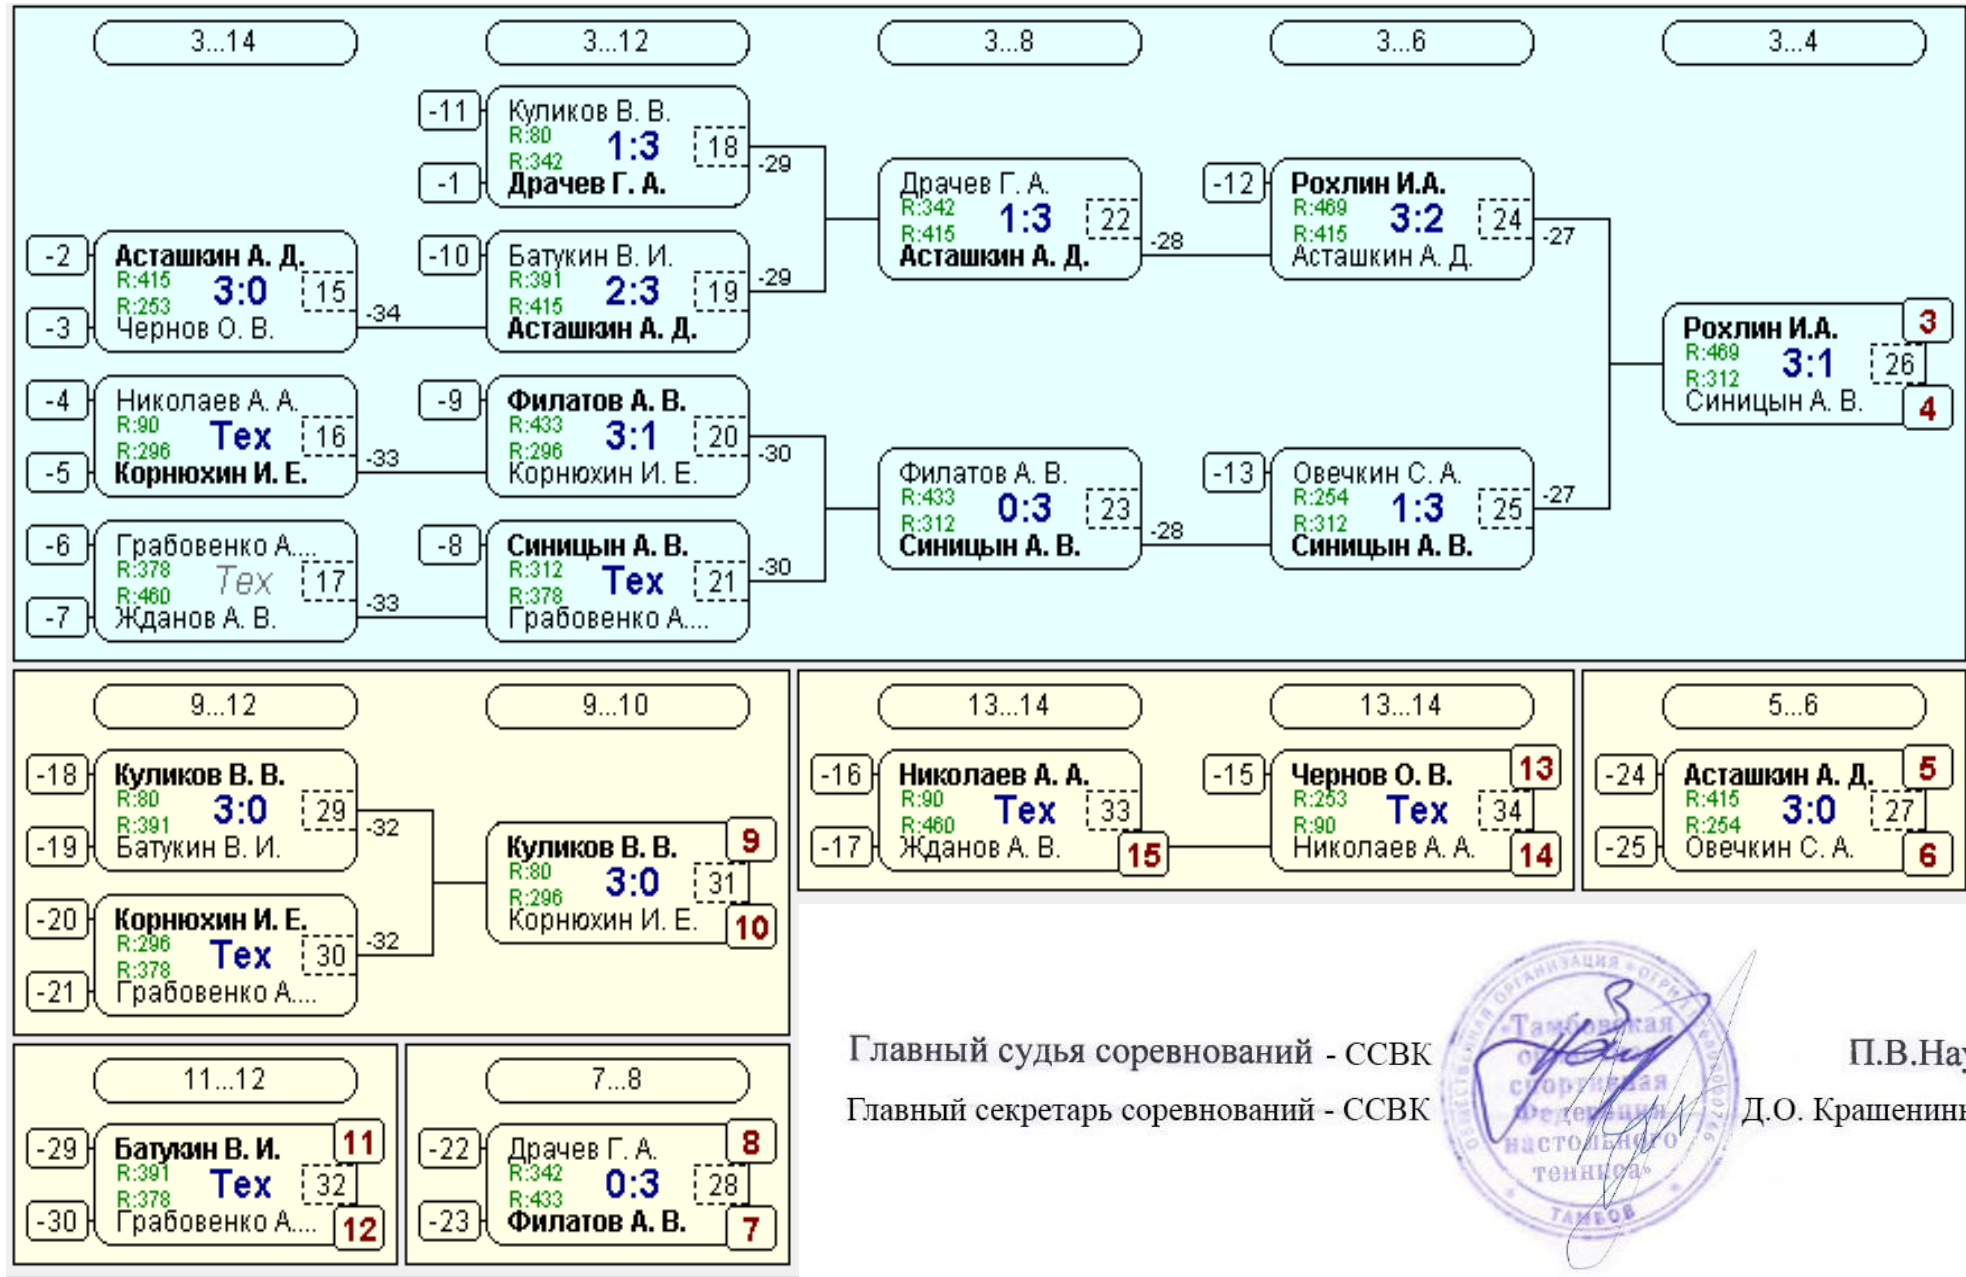 3...14
3...12
3...8
3...6
3...4
-11
Куликов В. В.
R:80
1:3
18
R:342
-1
Драчев Г. А.
-29
-2
Асташкин А. Д.
R:415
3:0
15
R:253
-3
Чернов О. В.
-34
-10
Батукин В. И.
R:391
2:3
19
R:415
Асташкин А. Д.
-29
Драчев Г. А.
R:342
1:3
22
R:415
Асташкин А. Д.
-28
-12
Рохлин И.А.
R:469
3:2
24
R:415
Асташкин А. Д.
-27
-4
Николаев А. А.
R:90
Тех
16
R:296
-5
Корнюхин И. Е.
-33
-9
Филатов А. В.
R:433
3:1
20
R:296
Корнюхин И. Е.
-30
-6
Грабовенко А....
R:378
Тех
17
R:460
-7
Жданов А. В.
-33
-8
Синицын А. В.
R:312
Тех
21
R:378
Грабовенко А....
-30
Филатов А. В.
R:433
0:3
23
R:312
Синицын А. В.
-28
-13
Овечкин С. А.
R:254
1:3
25
R:312
Синицын А. В.
-27
Рохлин И.А.
3
R:469
3:1
26
R:312
Синицын А. В.
4
9...12
9...10
-18
Куликов В. В.
R:80
3:0
29
R:391
-19
Батукин В. И.
-32
-20
Корнюхин И. Е.
R:296
Тех
30
R:378
-21
Грабовенко А....
-32
Куликов В. В.
9
R:80
3:0
31
R:296
Корнюхин И. Е.
10
13...14
13...14
-16
Николаев А. А.
R:90
Тех
33
R:460
-17
Жданов А. В.
15
-15
Чернов О. В.
13
R:253
Тех
34
R:90
Николаев А. А.
14
5...6
-24
Асташкин А. Д.
5
R:415
3:0
27
R:254
-25
Овечкин С. А.
6
11...12
-29
Батукин В. И.
11
R:391
Тех
32
R:378
-30
Грабовенко А....
12
7...8
-22
Драчев Г. А.
8
R:342
0:3
28
R:433
-23
Филатов А. В.
7
Главный судья соревнований - ССВК
П.В.Нау
Главный секретарь соревнований - ССВК
Д.О. Крашенин
«Тамбовская
спортивная
Федерация
настольного
тенниса»
ТАМБОВ